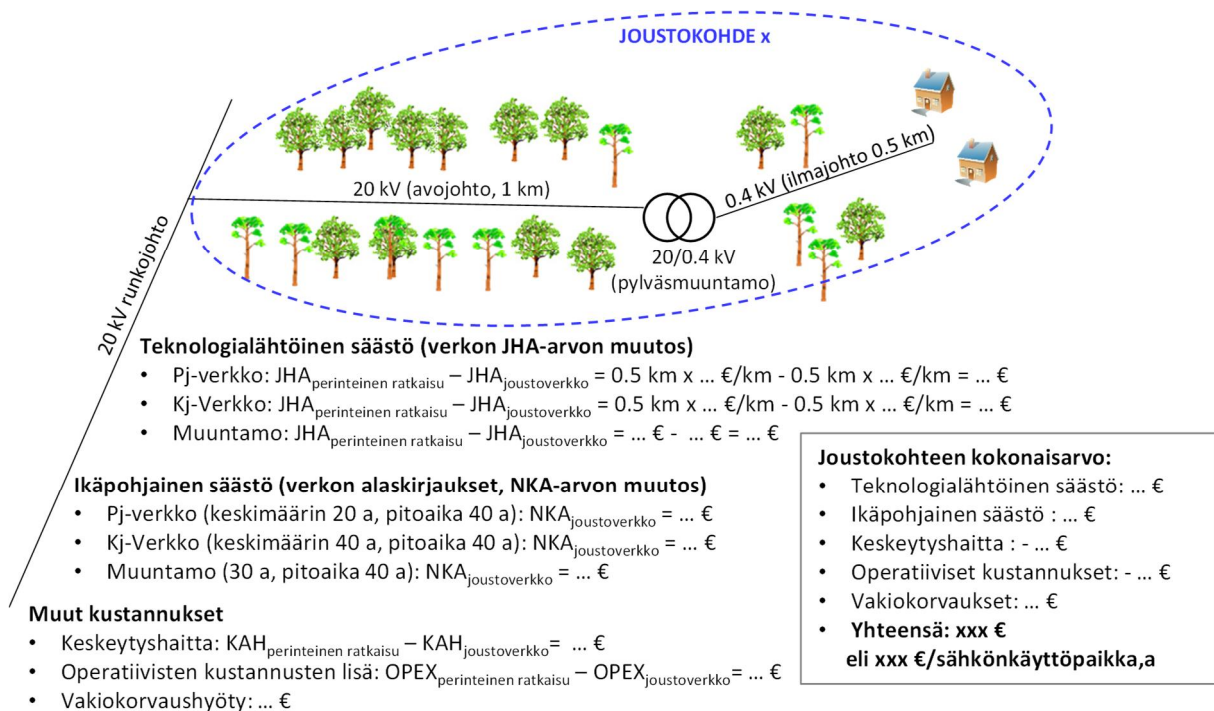 JOUSTOKOHDE x
20 kV (avojohto, 1 km)
0.4 kV (ilmajohto 0.5 km)
20/0.4 kV
(pylväsmuuntamo)
20 kV runkojohto
Teknologialähtöinen säästö (verkon JHA-arvon muutos)
• Pj-verkko: JHAperinteinen ratkaisu – JHAjoustoverkko = 0.5 km x ... €/km - 0.5 km x ... €/km = ... €
• Kj-Verkko: JHAperinteinen ratkaisu – JHAjoustoverkko = 0.5 km x ... €/km - 0.5 km x ... €/km = ... €
• Muuntamo: JHAperinteinen ratkaisu – JHAjoustoverkko = ... € - ... € = ... €
Ikäpohjainen säästö (verkon alaskirjaukset, NKA-arvon muutos)
• Pj-verkko (keskimäärin 20 a, pitoaika 40 a): NKAjoustoverkko = ... €
• Kj-Verkko (keskimäärin 40 a, pitoaika 40 a): NKAjoustoverkko = ... €
• Muuntamo (30 a, pitoaika 40 a): NKAjoustoverkko = ... €
Muut kustannukset
• Keskeytyshaitta: KAHperinteinen ratkaisu – KAHjoustoverkko= ... €
• Operatiivisten kustannusten lisä: OPEXperinteinen ratkaisu – OPEXjoustoverkko= ... €
• Vakiokorvaushyöty: ... €
Joustokohteen kokonaisarvo:
• Teknologialähtöinen säästö: ... €
• Ikäpohjainen säästö : ... €
• Keskeytyshaitta : - ... €
• Operatiiviset kustannukset: - ... €
• Vakiokorvaukset: ... €
• Yhteensä: xxx €
eli xxx €/sähkönkäyttöpaikka,a